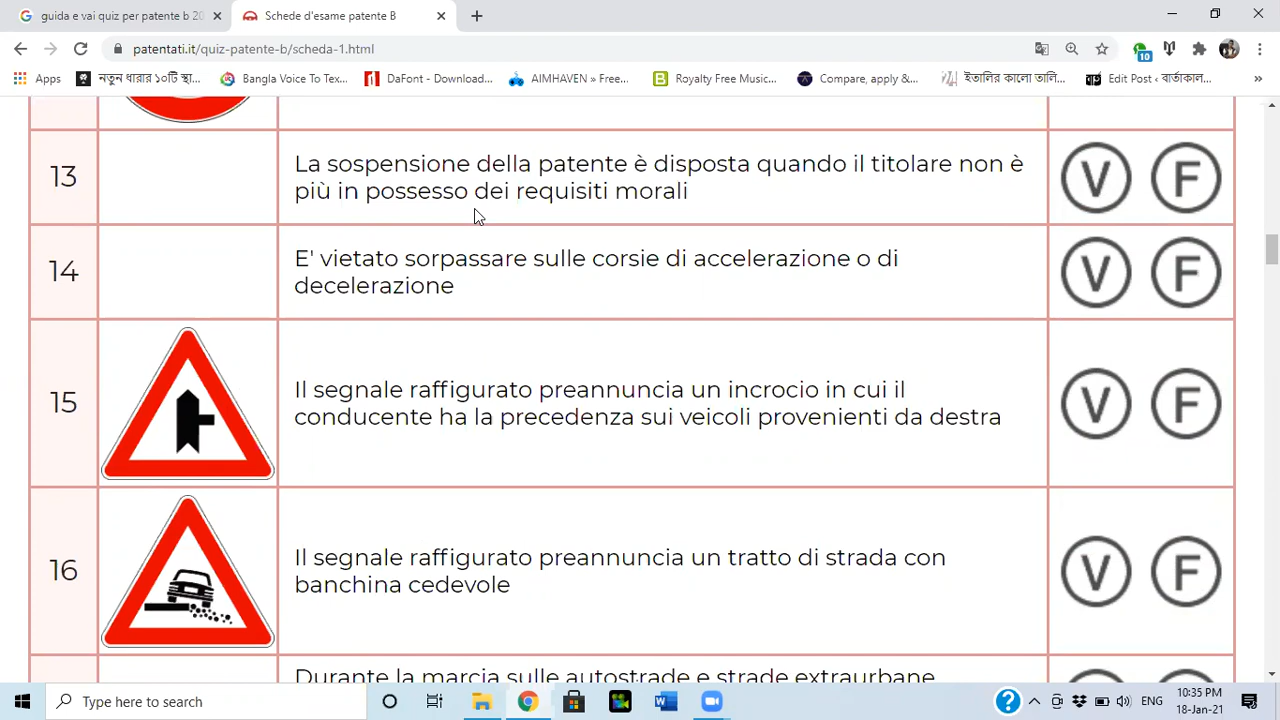 guida e vai quiz per patente b 20
Schede d'esame patente B
patentati.it/quiz-patente-b/scheda-1.html
10
Apps
নতুন ধারার ১০টি স্থা...
Bangla Voice To Tex...
DaFont - Download...
AIMHAVEN » Free...
Royalty Free Music...
Compare, apply &...
ইতালির কালো তালি...
Edit Post ‹ বার্তাকাল...
»
13
La sospensione della patente è disposta quando il titolare non è
più in possesso dei requisiti morali
V F
14
E' vietato sorpassare sulle corsie di accelerazione o di
decelerazione
V F
15
Il segnale raffigurato preannuncia un incrocio in cui il
conducente ha la precedenza sui veicoli provenienti da destra
V F
16
Il segnale raffigurato preannuncia un tratto di strada con
banchina cedevole
V F
Durante la marcia sulle autostrade e strade extraurbane
Type here to search
ENG
10:35 PM
18-Jan-21